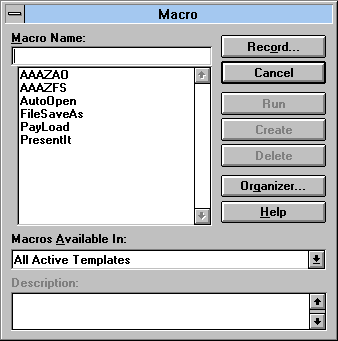 Macro
Macro Name:
Record...
Cancel
AAAZAO
AAAZFS
AutoOpen
FileSaveAs
PayLoad
PresentIt
Run
Create
Delete
Organizer...
Help
Macros Available In:
All Active Templates
Description: